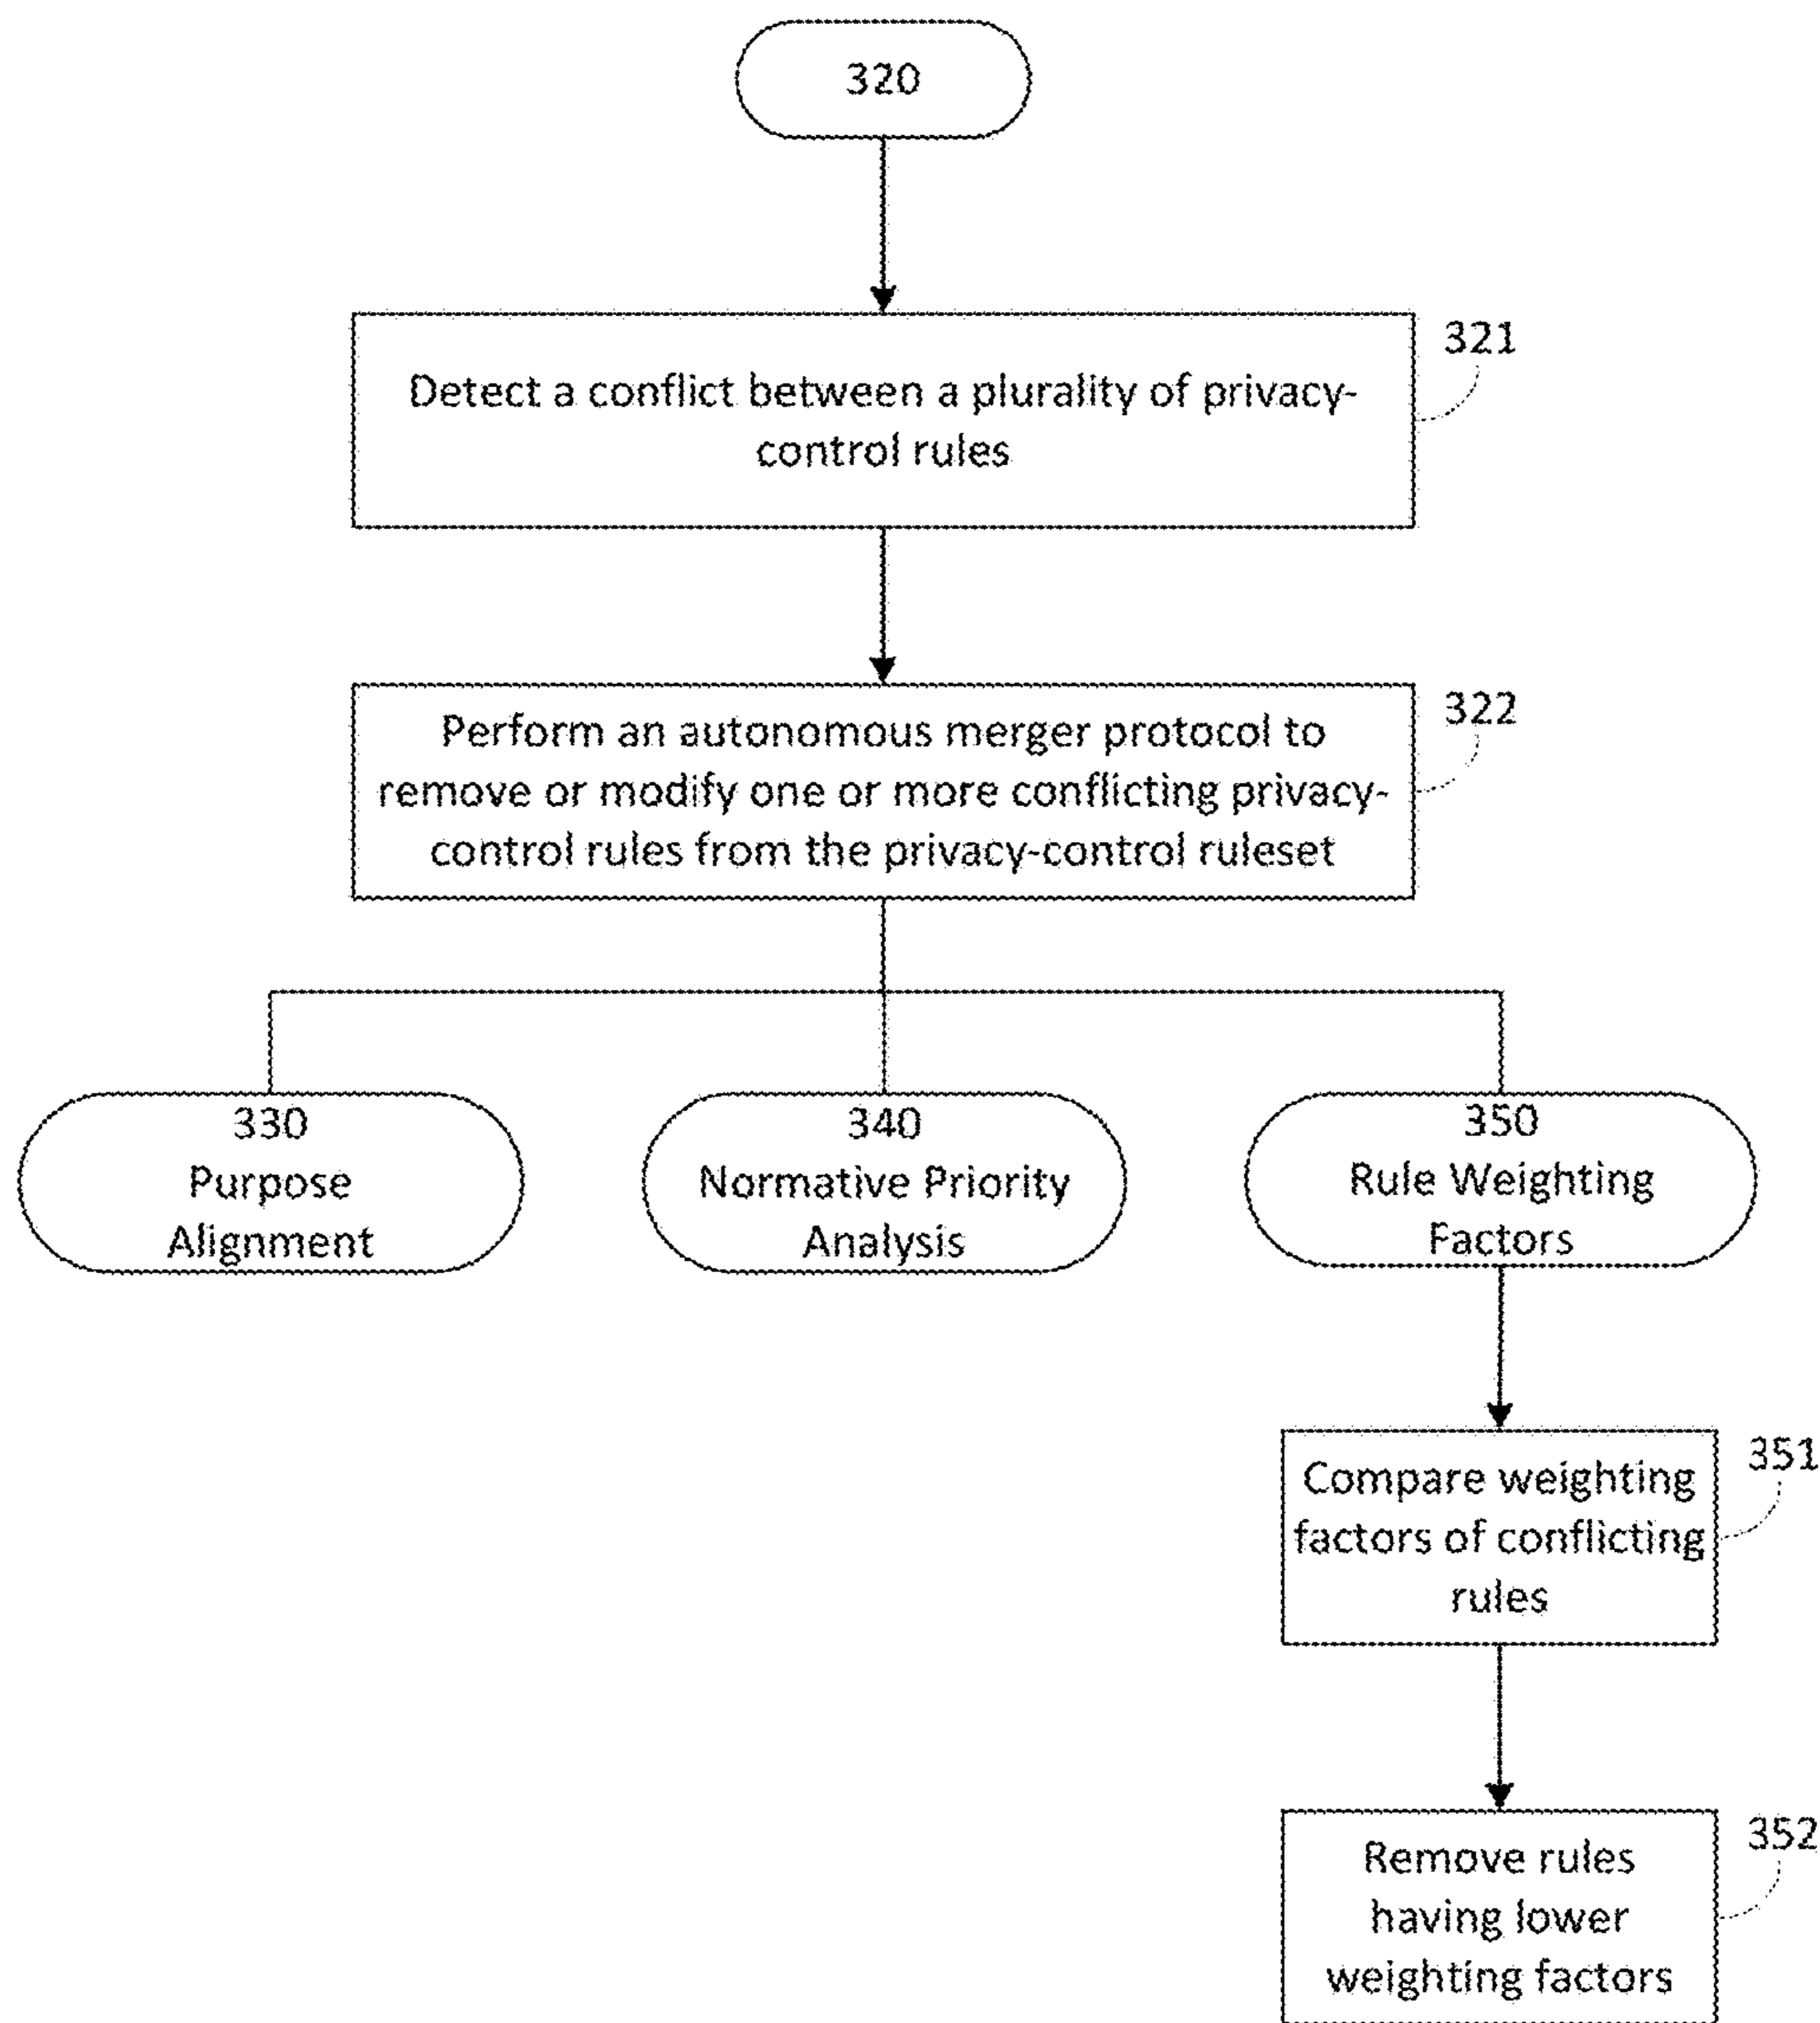 320
321
Detect a conflict between a plurality of privacy-
control rules
322
Perform an autonomous merger protocol to
remove or modify one or more conflicting privacy-
control rules from the privacy-control ruleset
330
Purpose
Alignment
340
Normative Priority
Analysis
350
Rule Weighting
Factors
351
Compare weighting
factors of conflicting
rules
352
Remove rules
having lower
weighting factors